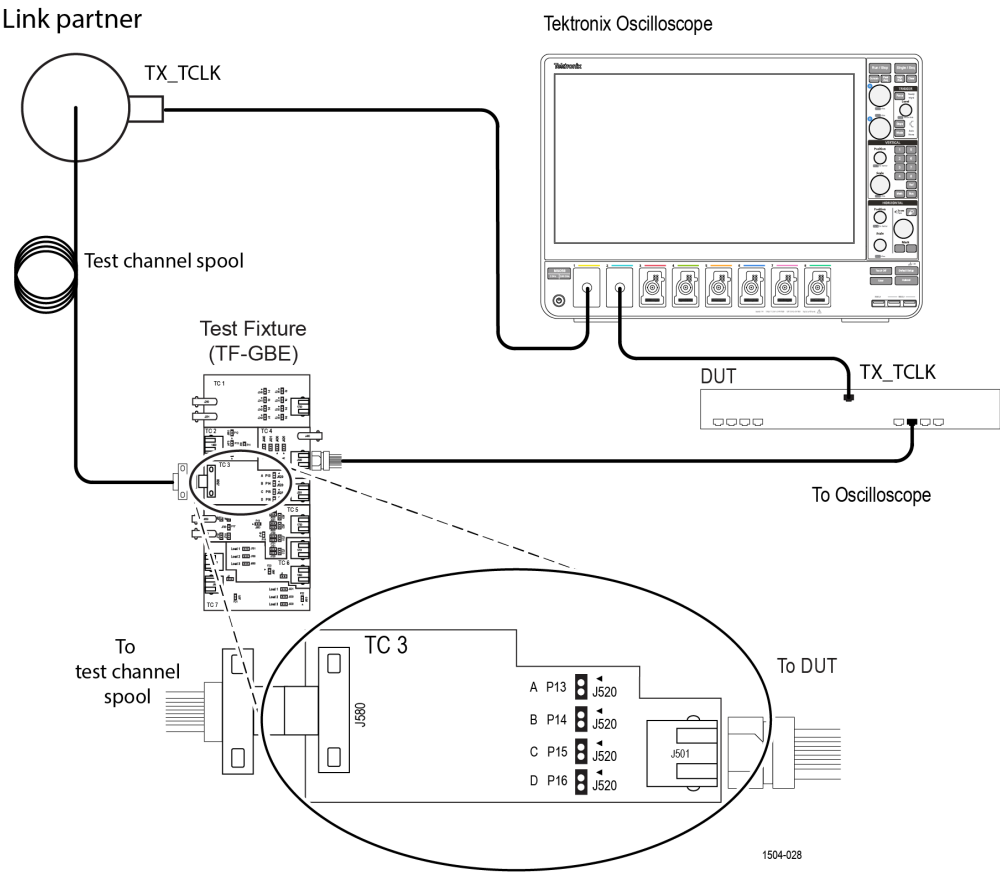 Link partner
Tektronix Oscilloscope
TX_TCLK
Tektronix
Test channel spool
Test Fixture
(TF-GBE)
TC 1
TC 2
TC 4
TC 3
TC 5
TC 6
TC 7
DUT
TX_TCLK
To Oscilloscope
To
test channel
spool
TC 3
To DUT
J580
A P13 J520
B P14 J520
C P15 J520
D P16 J520
J501
1504-028